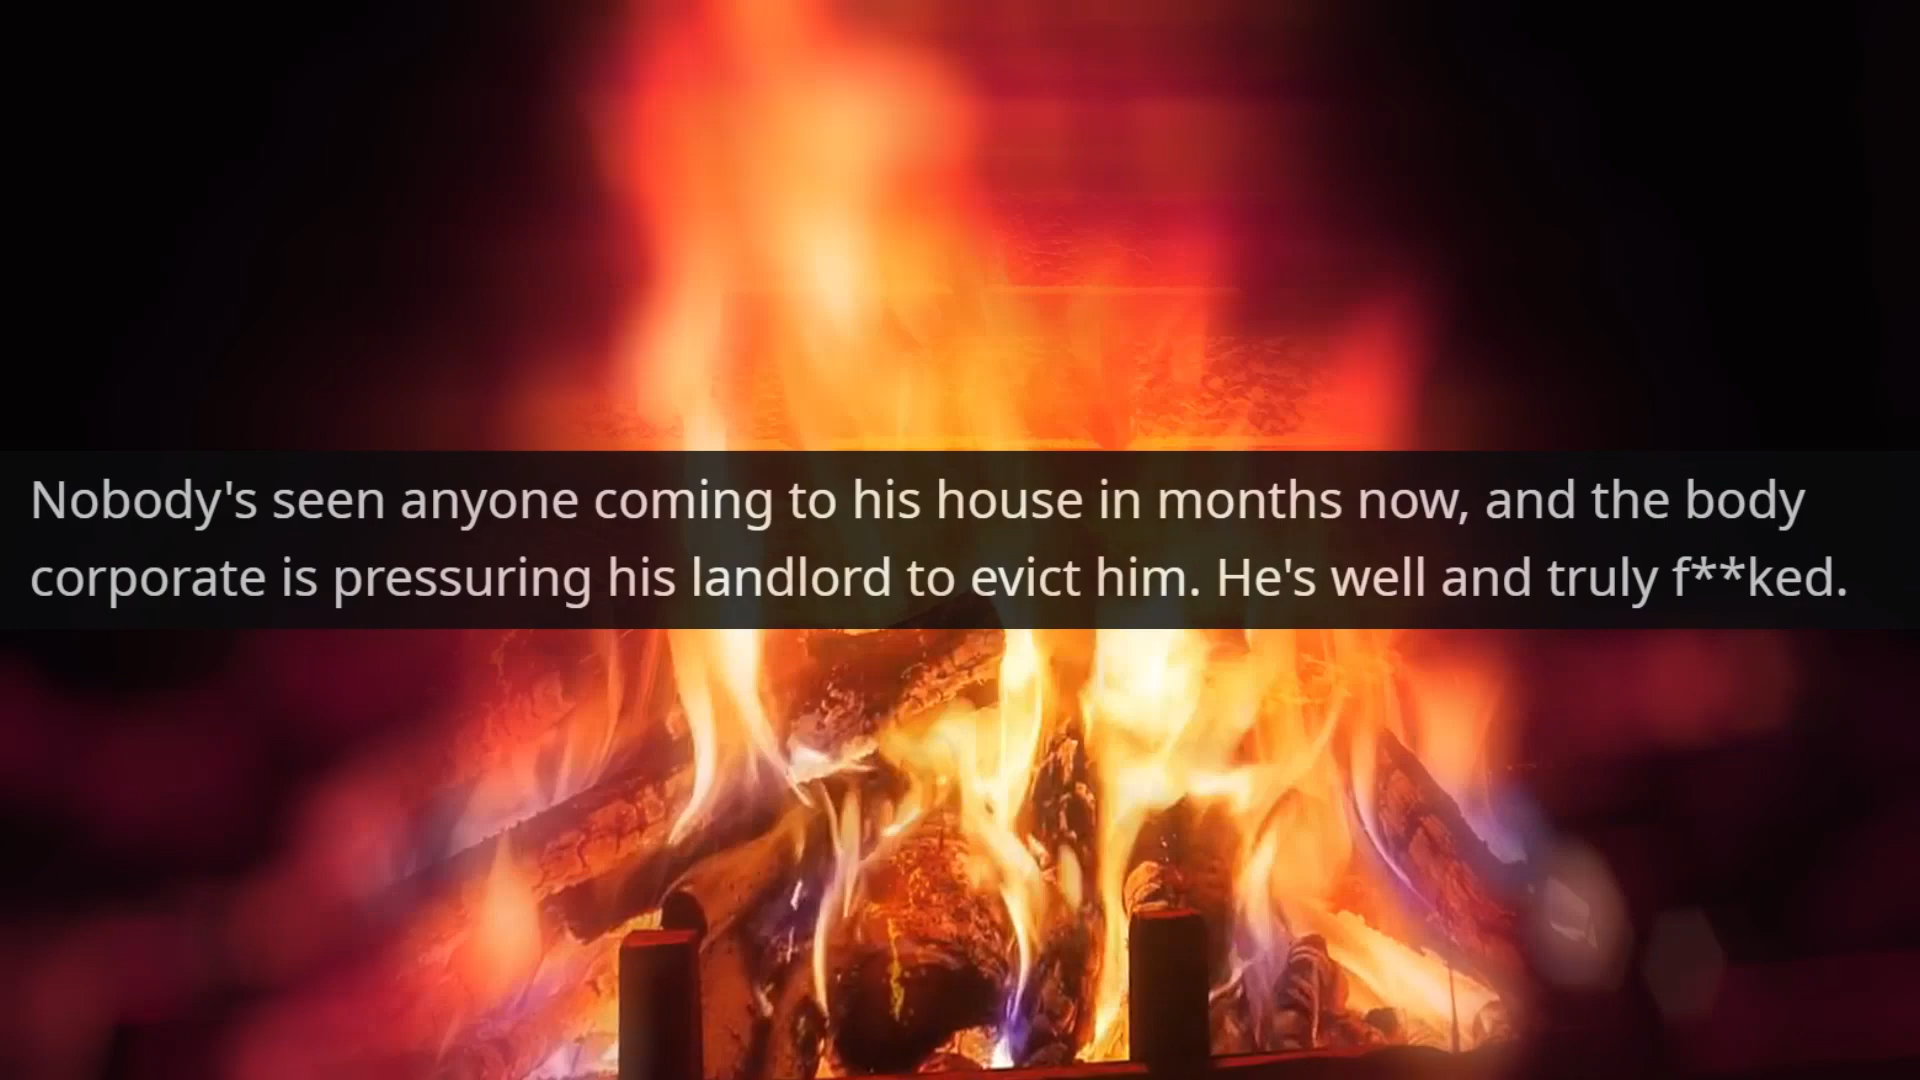 Nobody's seen anyone coming to his house in months now, and the body
corporate is pressuring his landlord to evict him. He's well and truly f**ked.